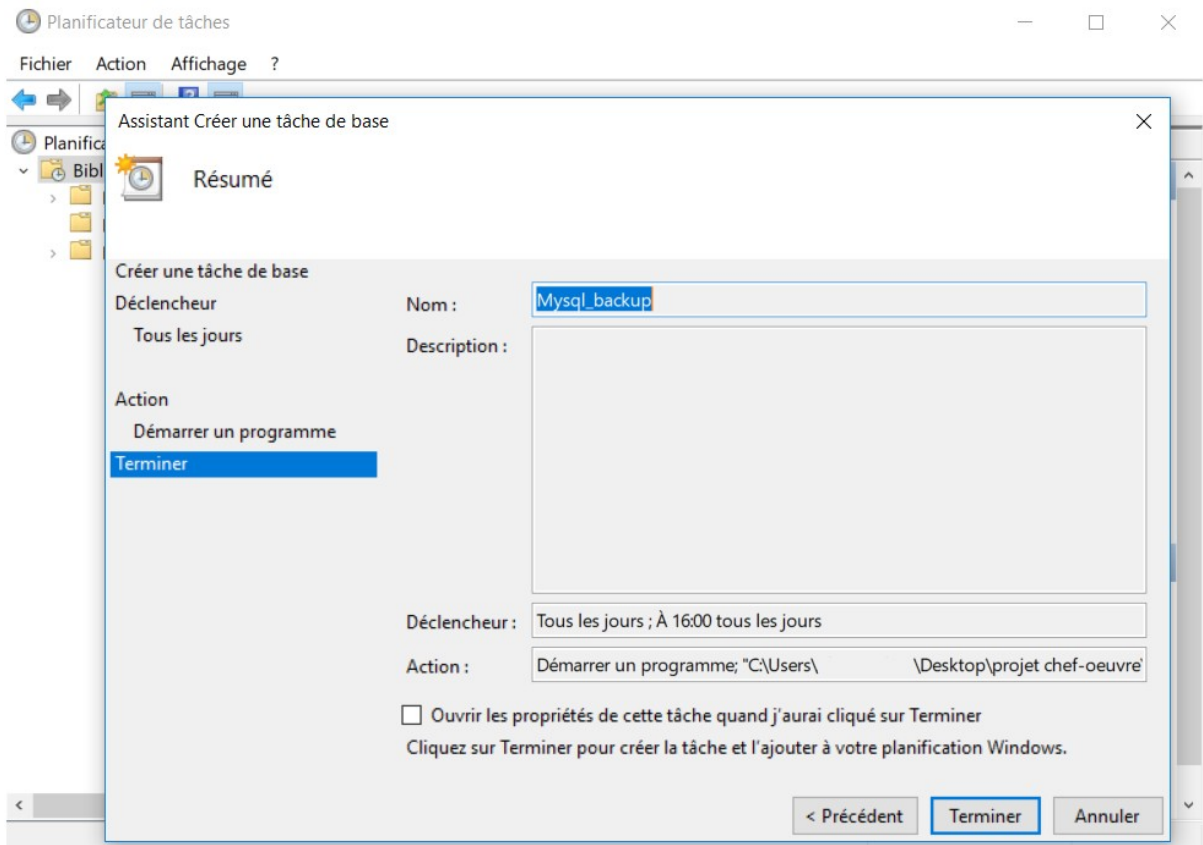 Planificateur de tâches
Fichier Action Affichage ?
Assistant Créer une tâche de base
Planifica
Bibl
Résumé
Créer une tâche de base
Déclencheur
Tous les jours
Action
Démarrer un programme
Terminer
Nom : Mysql_backup
Description :
Déclencheur : Tous les jours ; À 16:00 tous les jours
Action : Démarrer un programme; "C:\Users\ \Desktop\projet chef-oeuvre\
Ouvrir les propriétés de cette tâche quand j'aurai cliqué sur Terminer
Cliquez sur Terminer pour créer la tâche et l'ajouter à votre planification Windows.
< Précédent Terminer Annuler